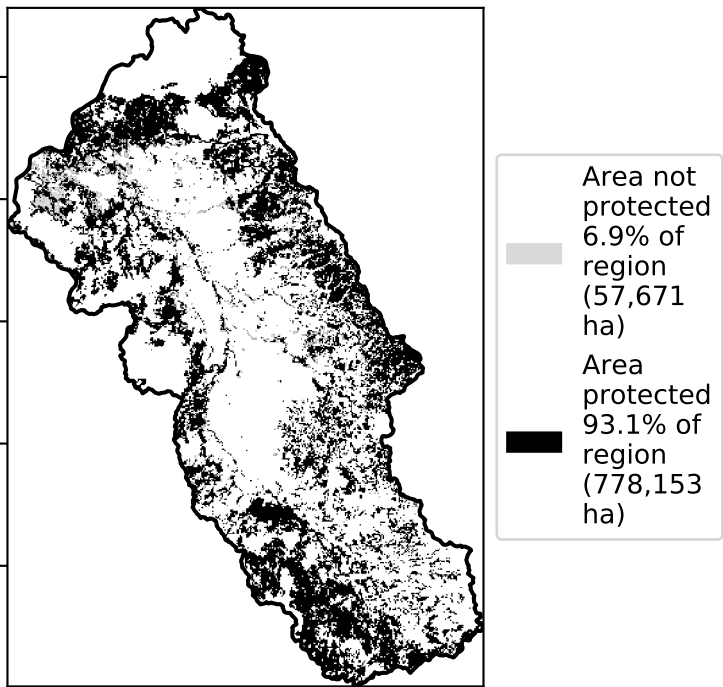 Area not
protected
6.9% of
region
(57,671
ha)
Area
protected
93.1% of
region
(778,153
ha)